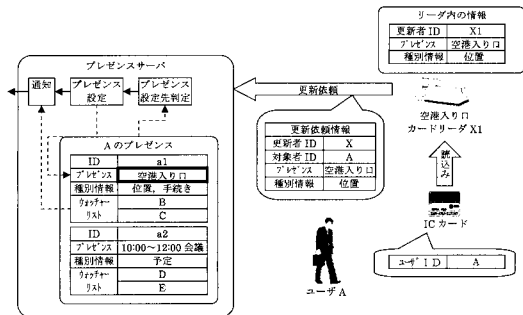 リーダ内の情報
更新者ID X1
プレゼンス 空港入り口
種別情報 位置
プレゼンスサーバ
通知
プレゼンス
設定
プレゼンス
設定先判定
更新依頼
空港入り口
カードリーダX1
Aのプレゼンス
ID a1
プレゼンス 空港入り口
種別情報 位置,手続き
ウォッチャー
リスト
B
C
ID a2
プレゼンス 10:00～12:00 会議
種別情報 予定
ウォッチャー
リスト
D
E
更新依頼情報
更新者ID X
対象者ID A
プレゼンス 空港入り口
種別情報 位置
読込み
ICカード
ユーザID A
ユーザA